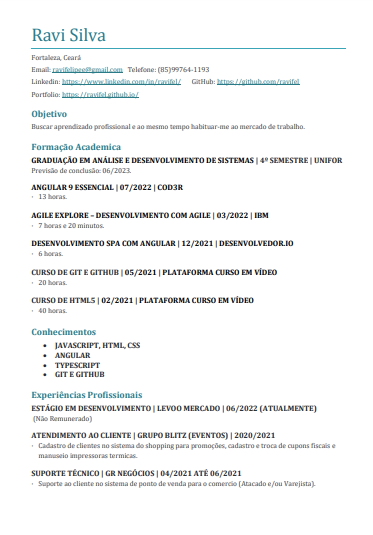 Ravi Silva
Fortaleza, Ceará
Email: ravifelipee@gmail.com Telefone: (85)99764-1193
Linkedin: https://www.linkedin.com/in/ravifel/ GitHub: https://github.com/ravifel
Portfolio: https://ravifel.github.io/
Objetivo
Buscar aprendizado profissional e ao mesmo tempo habituar-me ao mercado de trabalho.
Formação Academica
GRADUAÇÃO EM ANÁLISE E DESENVOLVIMENTO DE SISTEMAS | 4º SEMESTRE | UNIFOR
Previsão de conclusão: 06/2023.
ANGULAR 9 ESSENCIAL | 07/2022 | COD3R
· 13 horas.
AGILE EXPLORE – DESENVOLVIMENTO COM AGILE | 03/2022 | IBM
· 7 horas e 20 minutos.
DESENVOLVIMENTO SPA COM ANGULAR | 12/2021 | DESENVOLVEDOR.IO
· 6 horas.
CURSO DE GIT E GITHUB | 05/2021 | PLATAFORMA CURSO EM VÍDEO
· 20 horas.
CURSO DE HTML5 | 02/2021 | PLATAFORMA CURSO EM VÍDEO
· 40 horas.
Conhecimentos
• JAVASCRIPT, HTML, CSS
• ANGULAR
• TYPESCRIPT
• GIT E GITHUB
Experiências Profissionais
ESTÁGIO EM DESENVOLVIMENTO | LEVOO MERCADO | 06/2022 (ATUALMENTE)
(Não Remunerado)
ATENDIMENTO AO CLIENTE | GRUPO BLITZ (EVENTOS) | 2020/2021
· Cadastro de clientes no sistema do shopping para promoções, cadastro e troca de cupons fiscais e
manuseio impressoras termicas.
SUPORTE TÉCNICO | GR NEGÓCIOS | 04/2021 ATÉ 06/2021
· Suporte ao cliente no sistema de ponto de venda para o comercio (Atacado e/ou Varejista).